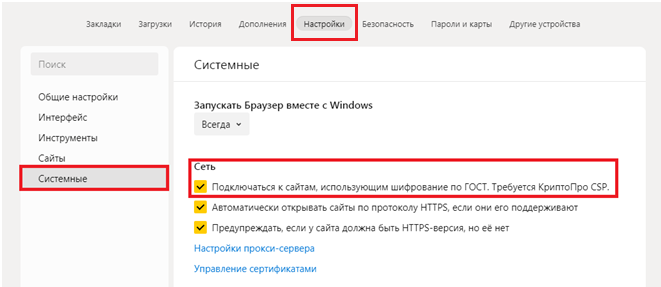 Закладки Загрузки История Дополнения Настройки Безопасность Пароли и карты Другие устройства
Поиск
Общие настройки
Интерфейс
Инструменты
Сайты
Системные
Системные
Запускать Браузер вместе с Windows
Всегда
Сеть
Подключаться к сайтам, использующим шифрование по ГОСТ. Требуется КриптоПро CSP.
Автоматически открывать сайты по протоколу HTTPS, если они его поддерживают
Предупреждать, если у сайта должна быть HTTPS-версия, но её нет
Настройки прокси-сервера
Управление сертификатами